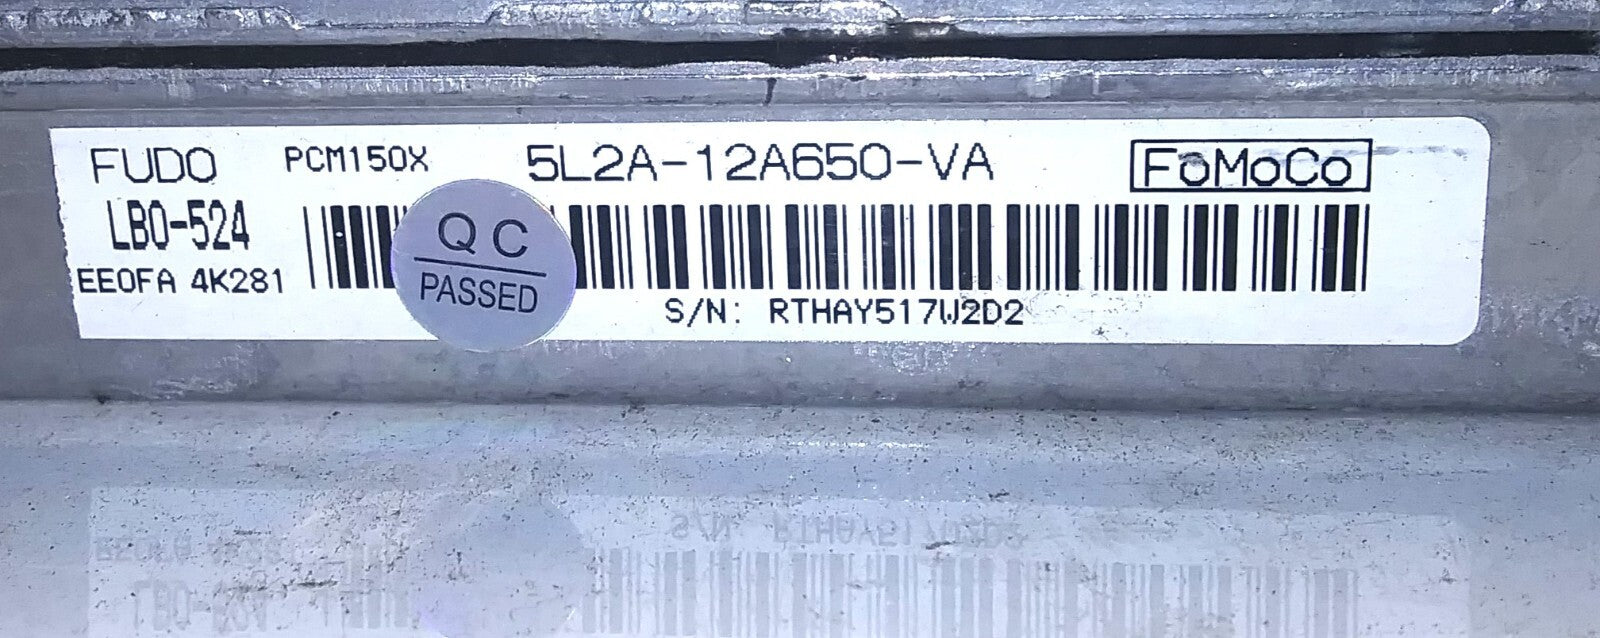 FUDO PCM150X 5L2A-12A650-VA FoMoCo
LB0-524
EE0FA 4K281
QC
PASSED
S/N: RTHAY517W2D2